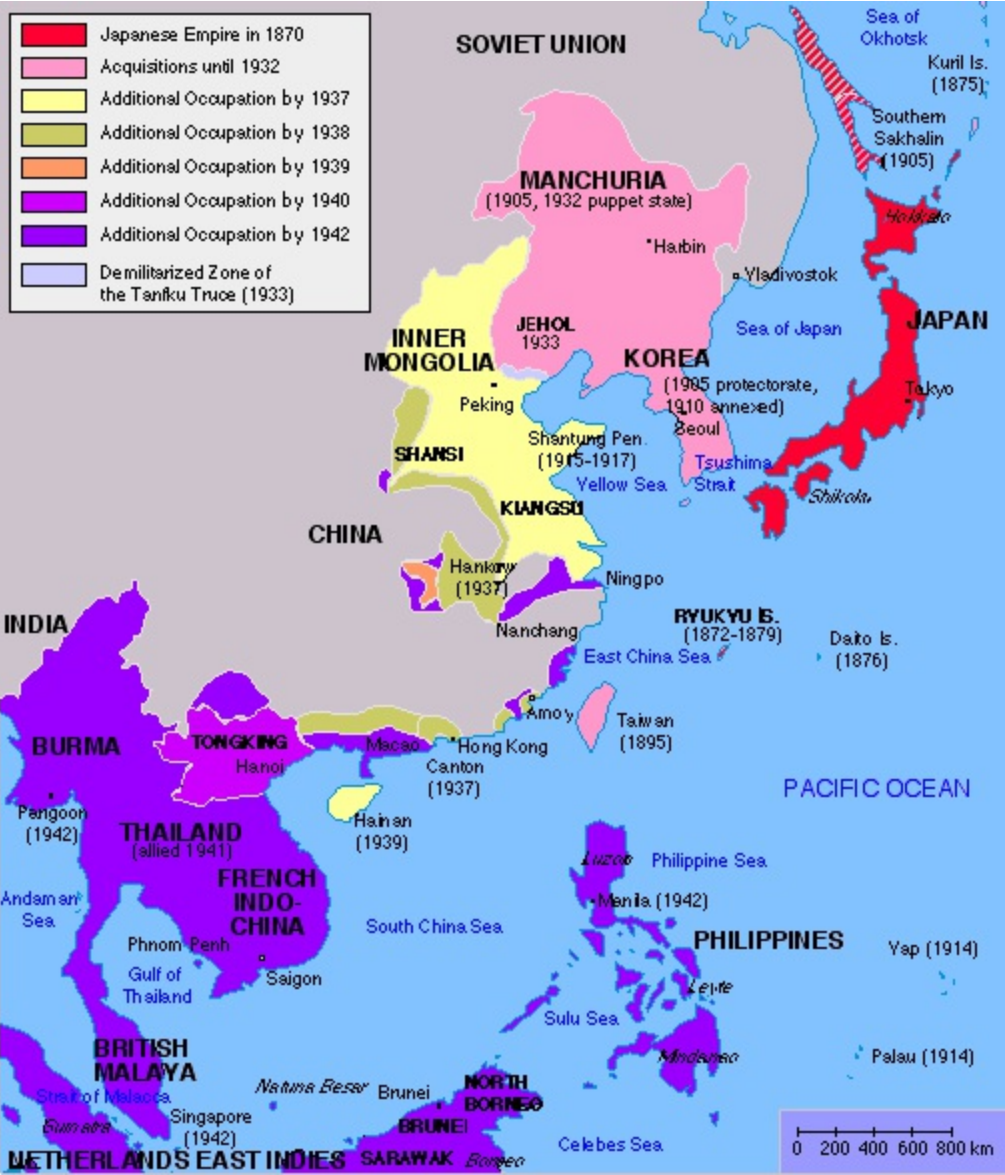 Japanese Empire in 1870
Acquisitions until 1932
Additional Occupation by 1937
Additional Occupation by 1938
Additional Occupation by 1939
Additional Occupation by 1940
Additional Occupation by 1942
Demilitarized Zone of
the Tanku Truce (1933)
SOVIET UNION
Sea of
Okhotsk
Kuril Is.
(1875)
Southern
Sakhalin
(1905)
MANCHURIA
(1905, 1932 puppet state)
Harbin
Hokkaido
Vladivostok
JEHOL
1933
Sea of Japan
JAPAN
INNER
MONGOLIA
KOREA
(1905 protectorate,
1910 annexed)
Tokyo
Peking
Seoul
Shantung Pen.
(1915-1917)
SHANSI
Tsushima
Strait
Yellow Sea
Shikoku
KIANGSU
CHINA
Hankow
(1937)
Ningpo
INDIA
Nanchang
RYUKYU IS.
(1872-1879)
Daito Is.
(1876)
East China Sea
Amoy
Taiwan
(1895)
BURMA
TONGKING
Hanoi
Macao
Hong Kong
Canton
(1937)
PACIFIC OCEAN
Pangoon
(1942)
Hainan
(1939)
THAILAND
(allied 1941)
Luzon
Philippine Sea
FRENCH
INDO-
CHINA
Andaman
Sea
Manila (1942)
South China Sea
PHILIPPINES
Phnom Penh
Yap (1914)
Gulf of
Thailand
Saigon
Leyte
Sulu Sea
BRITISH
MALAYA
Mindanao
Palau (1914)
Strait of Malacca
Natuna Besar
Brunei
NORTH
BORNEO
Singapore
(1942)
Sumatra
BRUNEI
Celebes Sea
NETHERLANDS EAST INDIES
SARAWAK
Borneo
0 200 400 600 800 km